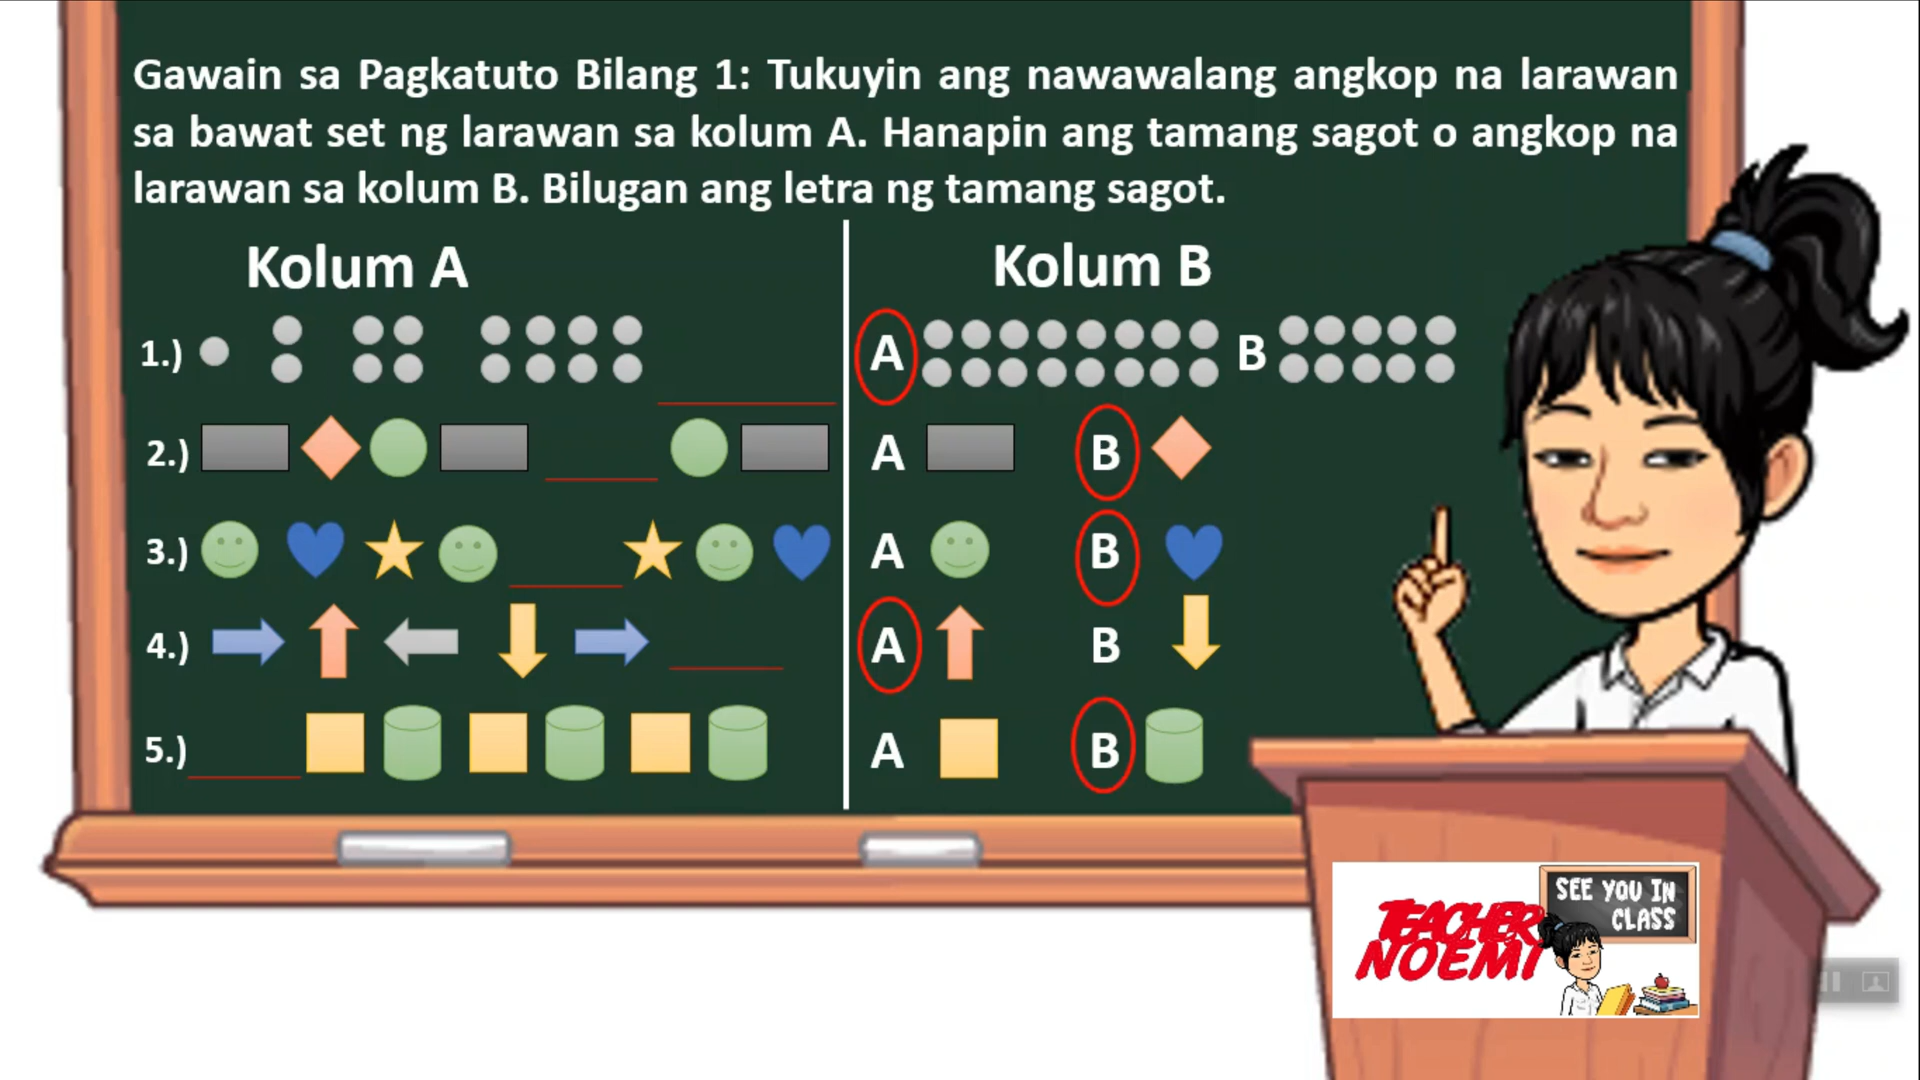 Gawain sa Pagkatuto Bilang 1: Tukuyin ang nawawalang angkop na larawan
sa bawat set ng larawan sa kolum A. Hanapin ang tamang sagot o angkop na
larawan sa kolum B. Bilugan ang letra ng tamang sagot.
Kolum A
Kolum B
1.)
A
B
2.)
A
B
3.)
A
B
4.)
A
B
5.)
A
B
TEACHER
NOEMI
SEE YOU IN
CLASS